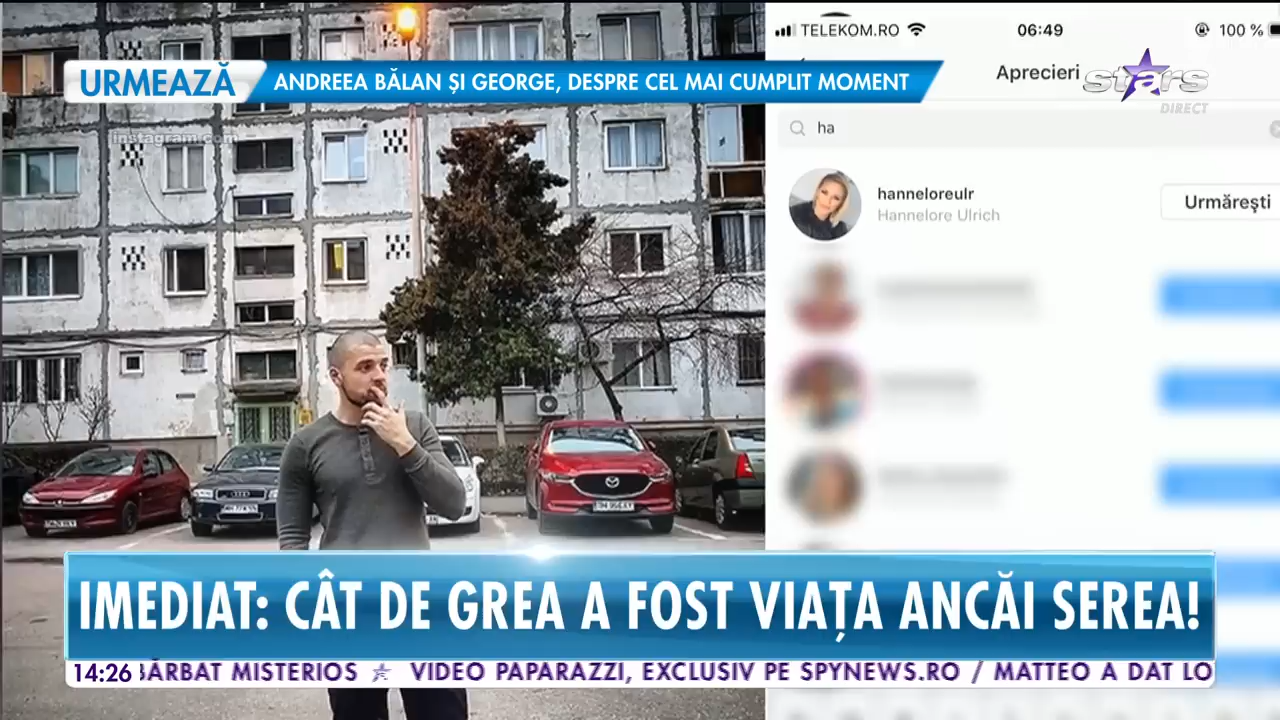 TELEKOM.RO
06:49
100 %
URMEAZĂ
ANDREEA BĂLAN ȘI GEORGE, DESPRE CEL MAI CUMPLIT MOMENT
Aprecieri
stars
DIRECT
instagram.com
ha
hanneloreulr
Hannelore Ulrich
Urmărești
IMEDIAT: CÂT DE GREA A FOST VIAȚA ANCĂI SEREA!
14:26
BĂRBAT MISTERIOS ☆ VIDEO PAPARAZZI, EXCLUSIV PE SPYNEWS.RO / MATTEO A DAT LO